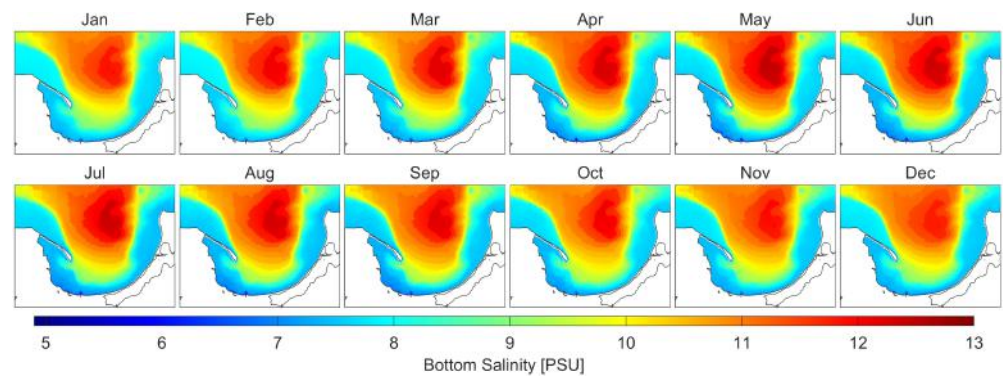 Jan Feb Mar Apr May Jun
Jul Aug Sep Oct Nov Dec
5 6 7 8 9 10 11 12 13
Bottom Salinity [PSU]